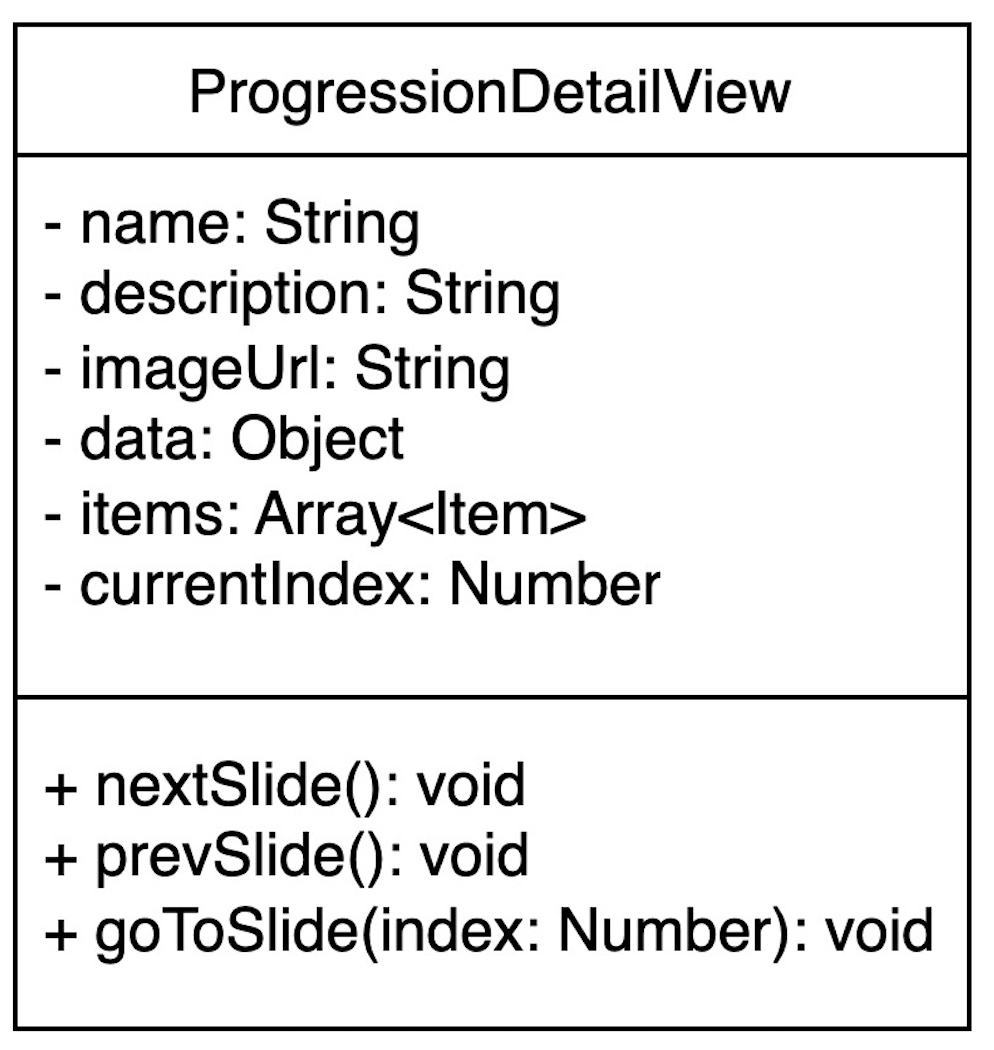 ProgressionDetailView
- name: String
- description: String
- imageUrl: String
- data: Object
- items: Array<Item>
- currentIndex: Number
+ nextSlide(): void
+ prevSlide(): void
+ goToSlide(index: Number): void